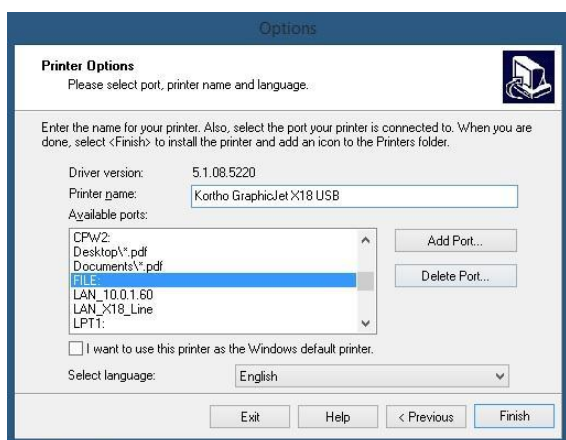 Options
Printer Options
Please select port, printer name and language.
Enter the name for your printer. Also, select the port your printer is connected to. When you are
done, select <Finish> to install the printer and add an icon to the Printers folder.
Driver version: 5.1.08.5220
Printer name: Kortho GraphicJet X18 USB
Available ports:
CPW2:
Desktop\*.pdf
Documents\*.pdf
FILE:
LAN_10.0.1.60
LAN_X18_Line
LPT1:
Add Port...
Delete Port...
I want to use this printer as the Windows default printer.
Select language: English
Exit Help < Previous Finish